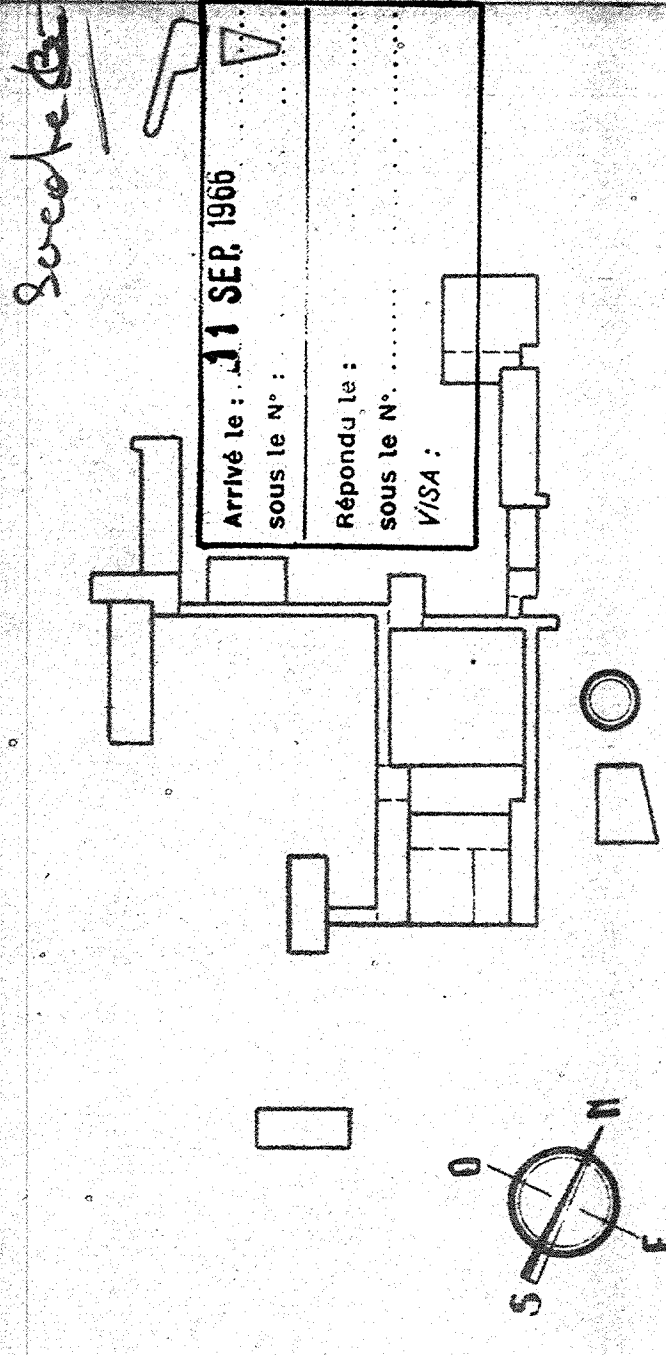 Arrivé le : 11 SEP. 1966
sous le N° :
Répondu le :
sous le N°
VISA :
S
O
N
E